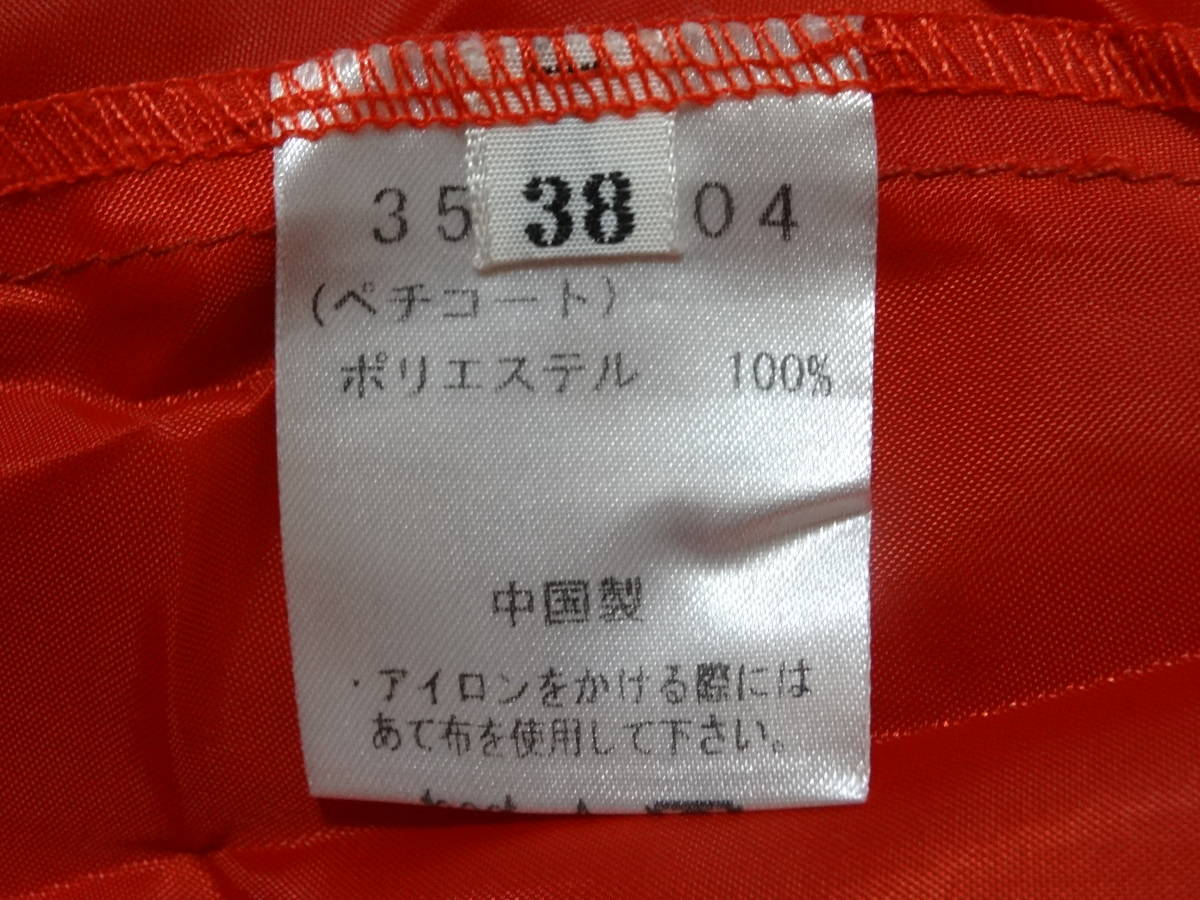 35 38 04
(ペチコート)
ポリエステル 100%
中国製
・アイロンをかける際には
あて布を使用して下さい。